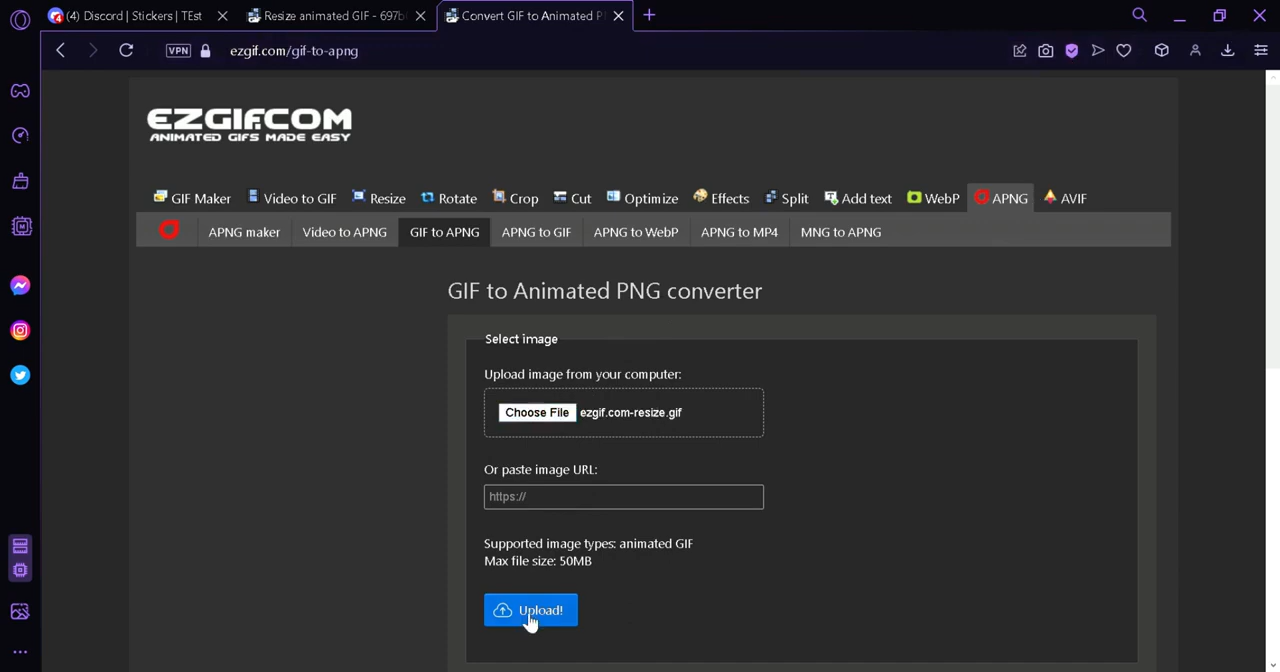 (4) Discord | Stickers | TEst
Resize animated GIF - 697b
Convert GIF to Animated P
VPN
ezgif.com/gif-to-apng
EZGIF.COM
ANIMATED GIFS MADE EASY
GIF Maker
Video to GIF
Resize
Rotate
Crop
Cut
Optimize
Effects
Split
Add text
WebP
APNG
AVIF
APNG maker
Video to APNG
GIF to APNG
APNG to GIF
APNG to WebP
APNG to MP4
MNG to APNG
GIF to Animated PNG converter
Select image
Upload image from your computer:
Choose File ezgif.com-resize.gif
Or paste image URL:
https://
Supported image types: animated GIF
Max file size: 50MB
Upload!